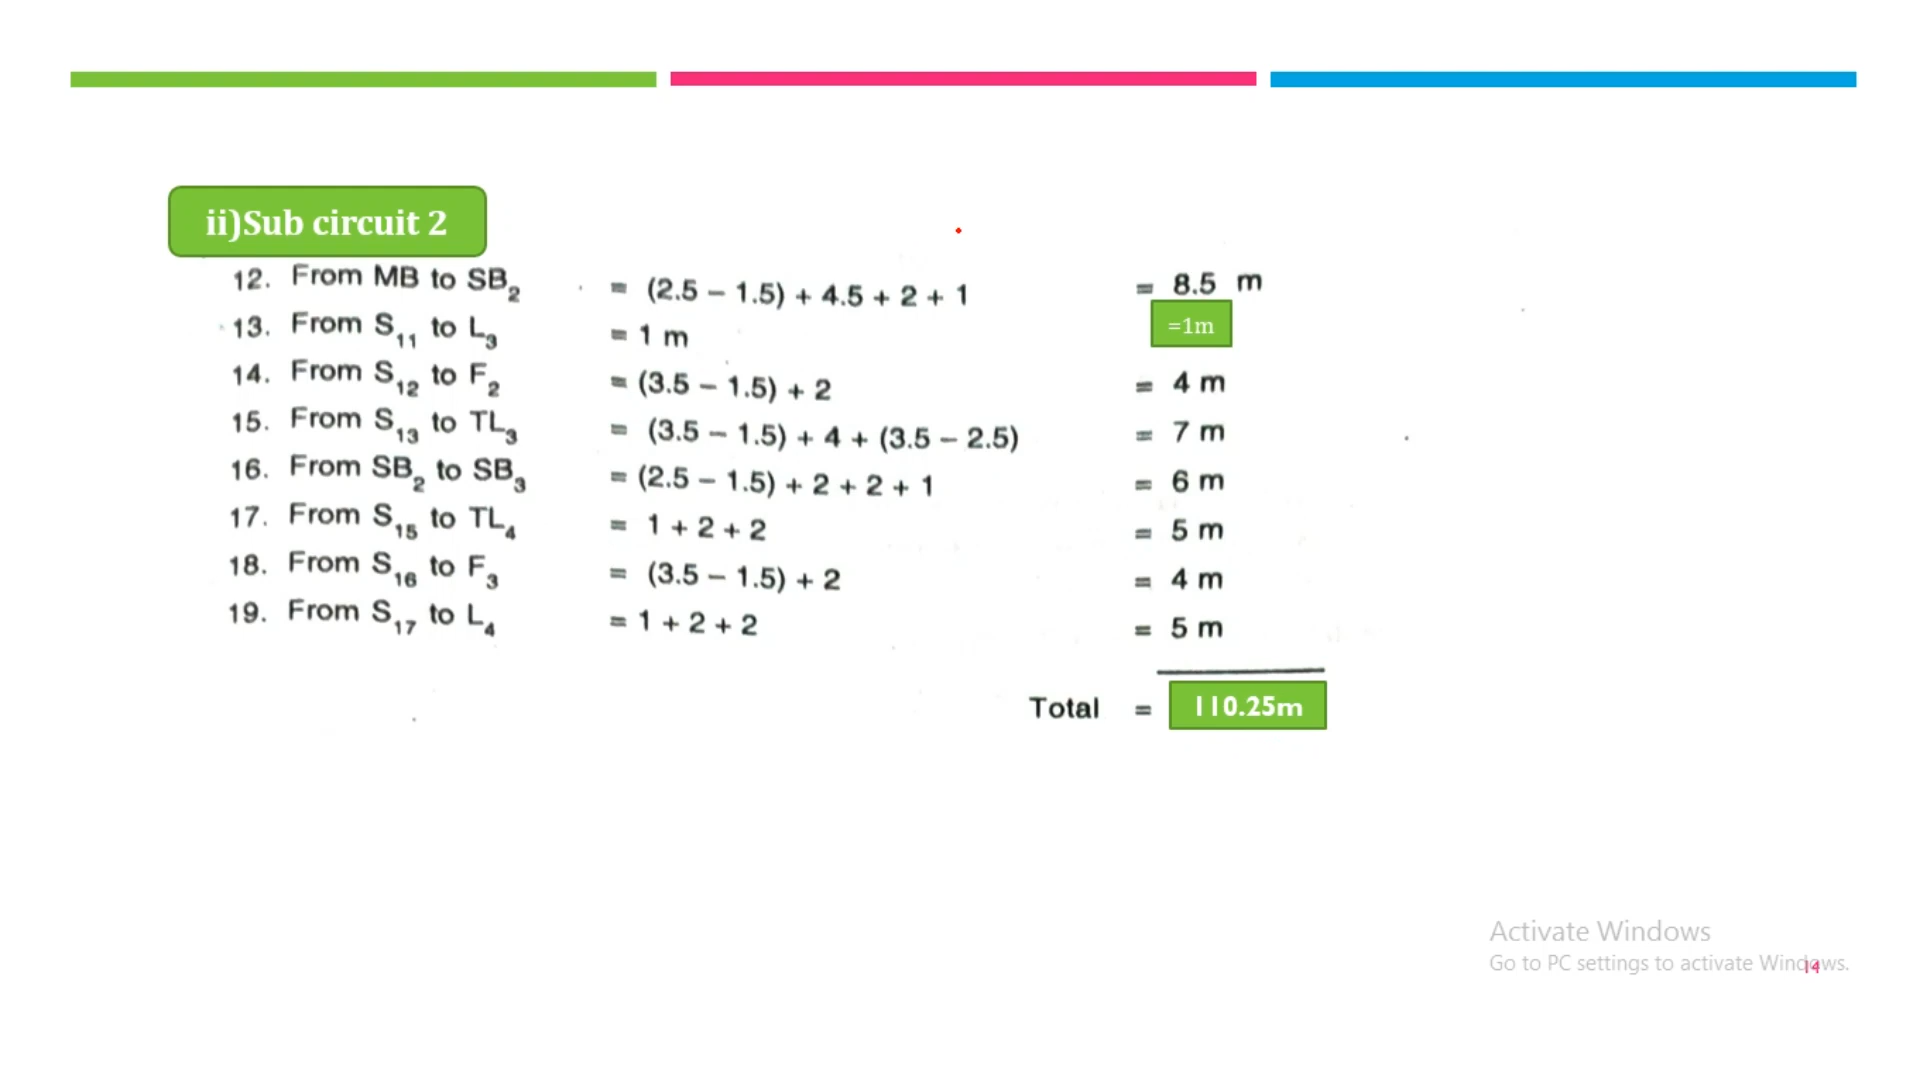 ii)Sub circuit 2
12. From MB to SB₂ = (2.5 – 1.5) + 4.5 + 2 + 1 = 8.5 m
13. From S₁₁ to L₃ = 1 m =1m
14. From S₁₂ to F₂ = (3.5 – 1.5) + 2 = 4 m
15. From S₁₃ to TL₃ = (3.5 – 1.5) + 4 + (3.5 – 2.5) = 7 m
16. From SB₂ to SB₃ = (2.5 – 1.5) + 2 + 2 + 1 = 6 m
17. From S₁₅ to TL₄ = 1 + 2 + 2 = 5 m
18. From S₁₆ to F₃ = (3.5 – 1.5) + 2 = 4 m
19. From S₁₇ to L₄ = 1 + 2 + 2 = 5 m
Total = 110.25m
Activate Windows
Go to PC settings to activate Windows.
14